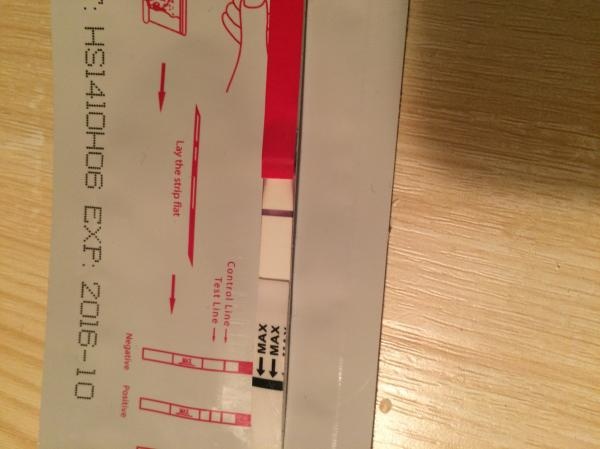 HS1410H06 EXP: 2016-10
Lay the strip flat
Control Line
Test Line
Negative
Positive
MAX
MAX